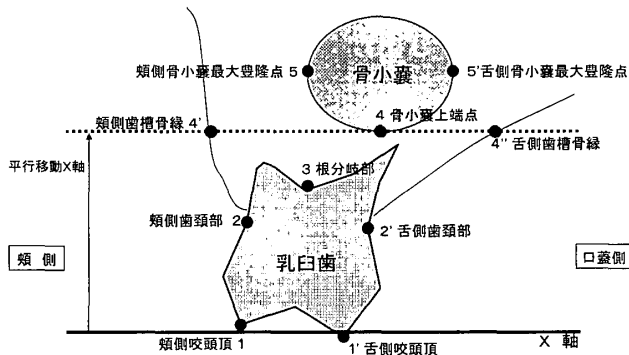 頬側骨小嚢最大豊隆点 5
骨小嚢
5'舌側骨小嚢最大豊隆点
4 骨小嚢上端点
頬側歯槽骨縁 4'
4'' 舌側歯槽骨縁
平行移動X軸
3 根分岐部
頬側歯頚部 2
2' 舌側歯頚部
頬 側
乳臼歯
口蓋側
頬側咬頭頂 1
1' 舌側咬頭頂
X 軸